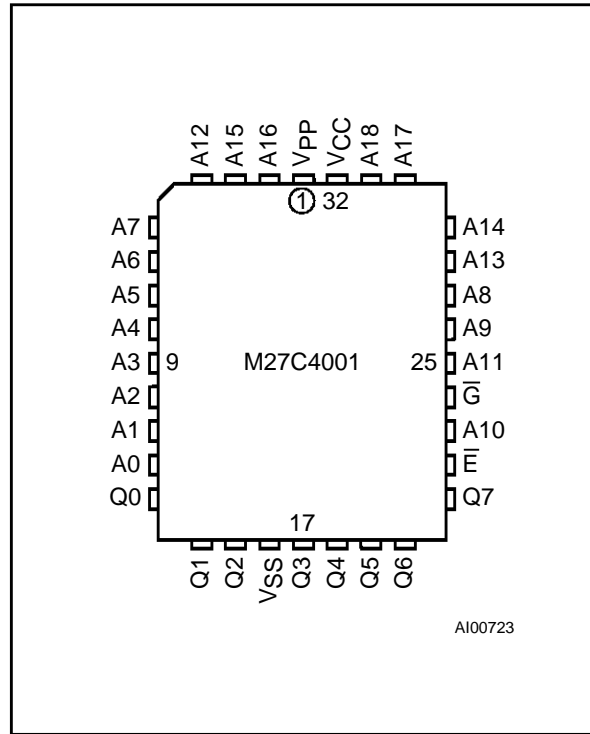 A12 A15 A16 VPP VCC A18 A17
1 32
A7 A14
A6 A13
A5 A8
A4 A9
A3 9 M27C4001 25 A11
A2 G̅
A1 A10
A0 E̅
Q0 Q7
17
Q1 Q2 VSS Q3 Q4 Q5 Q6
AI00723